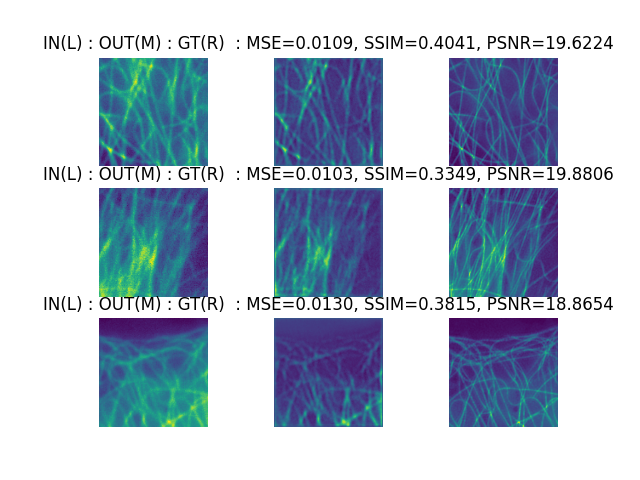 IN(L) : OUT(M) : GT(R)  : MSE=0.0109, SSIM=0.4041, PSNR=19.6224
IN(L) : OUT(M) : GT(R)  : MSE=0.0103, SSIM=0.3349, PSNR=19.8806
IN(L) : OUT(M) : GT(R)  : MSE=0.0130, SSIM=0.3815, PSNR=18.8654